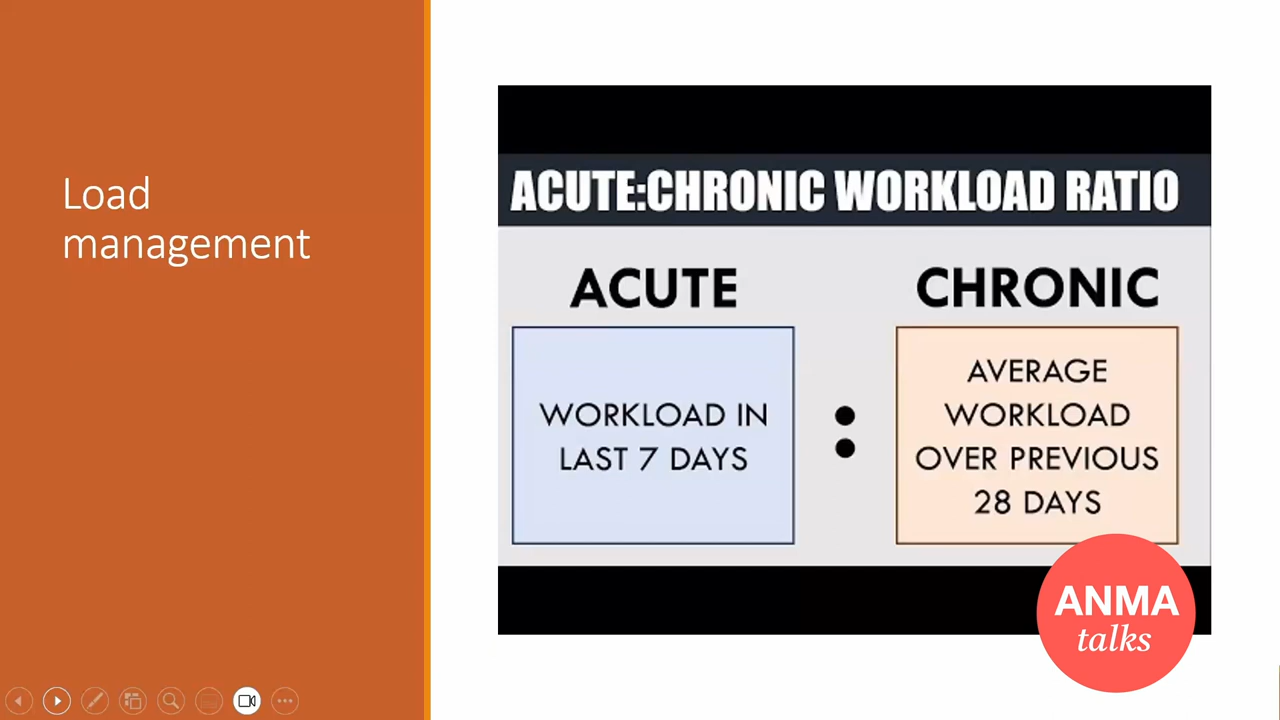 Load
management
ACUTE:CHRONIC WORKLOAD RATIO
ACUTE
WORKLOAD IN
LAST 7 DAYS
:
CHRONIC
AVERAGE
WORKLOAD
OVER PREVIOUS
28 DAYS
ANMA
talks